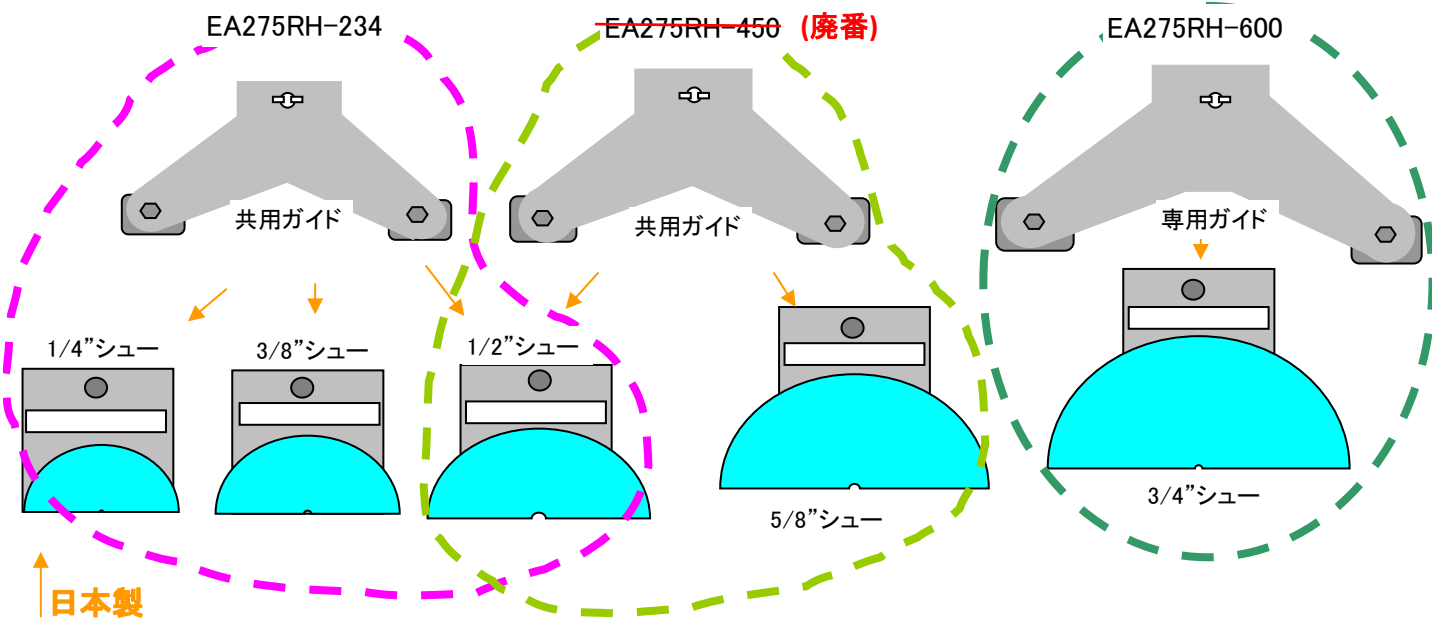 EA275RH-234
EA275RH-450 (廃番)
EA275RH-600
共用ガイド
共用ガイド
専用ガイド
1/4”シュー
3/8”シュー
1/2”シュー
5/8”シュー
3/4”シュー
日本製